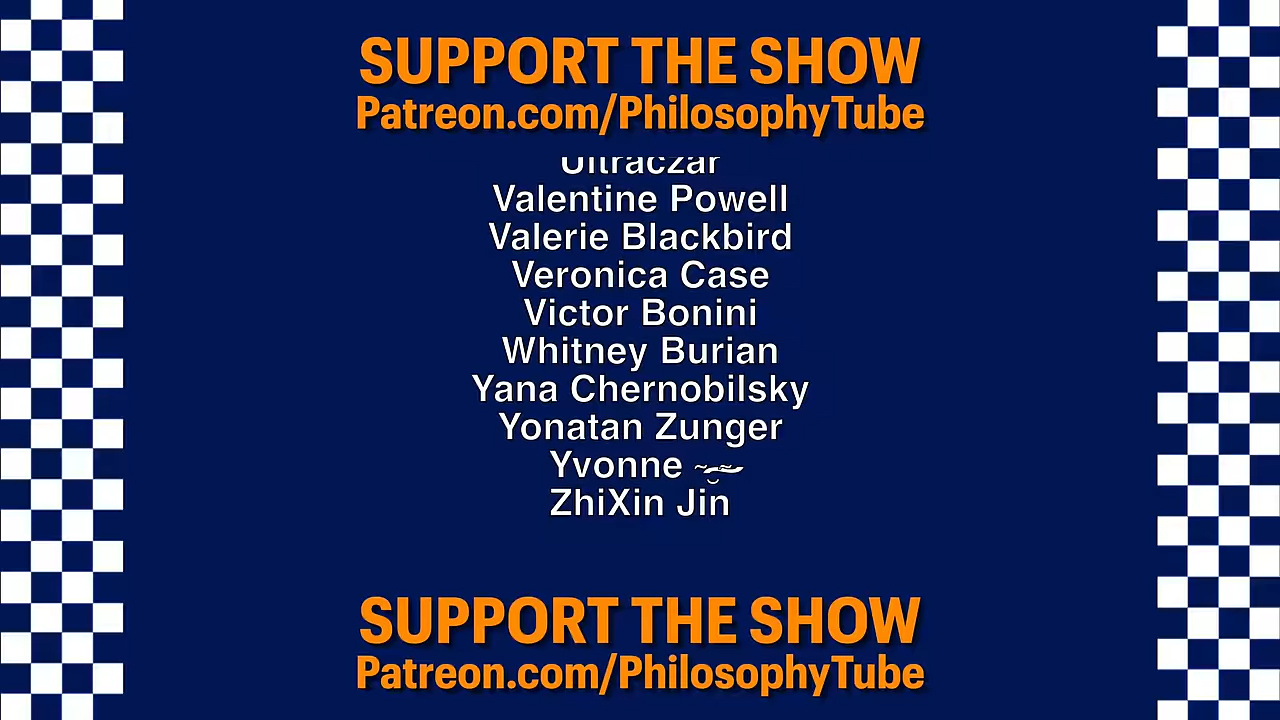 SUPPORT THE SHOW
Patreon.com/PhilosophyTube
Ultraczar
Valentine Powell
Valerie Blackbird
Veronica Case
Victor Bonini
Whitney Burian
Yana Chernobilsky
Yonatan Zunger
Yvonne
ZhiXin Jin
SUPPORT THE SHOW
Patreon.com/PhilosophyTube